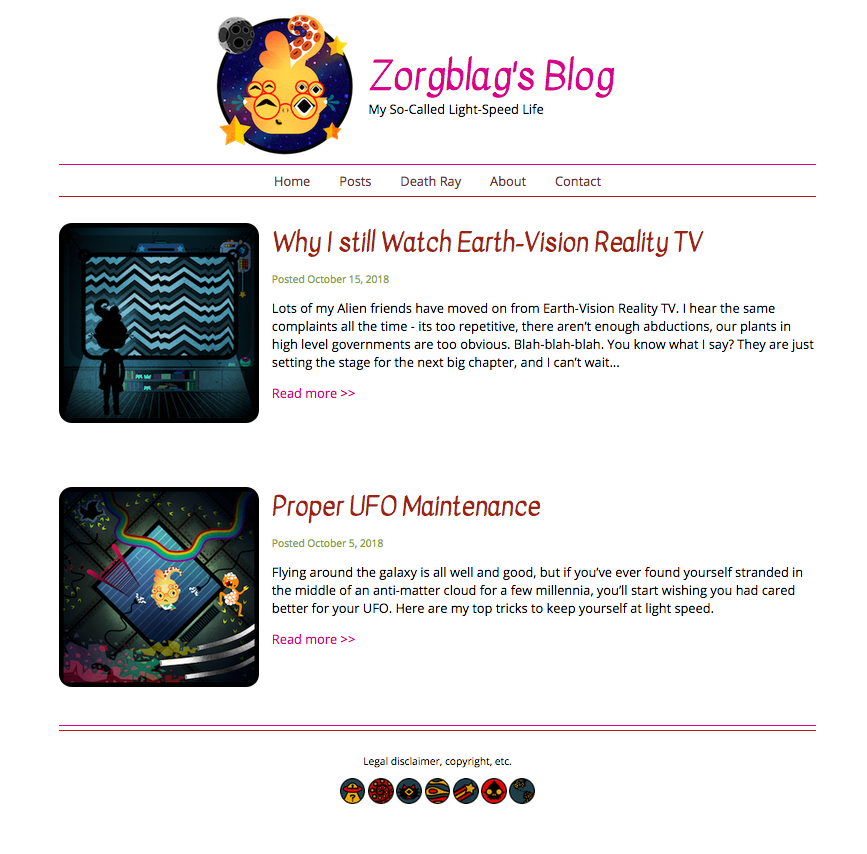 Zorgblag's Blog
My So-Called Light-Speed Life
Home Posts Death Ray About Contact
Why I still Watch Earth-Vision Reality TV
Posted October 15, 2018
Lots of my Alien friends have moved on from Earth-Vision Reality TV. I hear the same
complaints all the time - its too repetitive, there aren’t enough abductions, our plants in
high level governments are too obvious. Blah-blah-blah. You know what I say? They are just
setting the stage for the next big chapter, and I can’t wait...
Read more >>
Proper UFO Maintenance
Posted October 5, 2018
Flying around the galaxy is all well and good, but if you’ve ever found yourself stranded in
the middle of an anti-matter cloud for a few millennia, you’ll start wishing you had cared
better for your UFO. Here are my top tricks to keep yourself at light speed.
Read more >>
Legal disclaimer, copyright, etc.
?